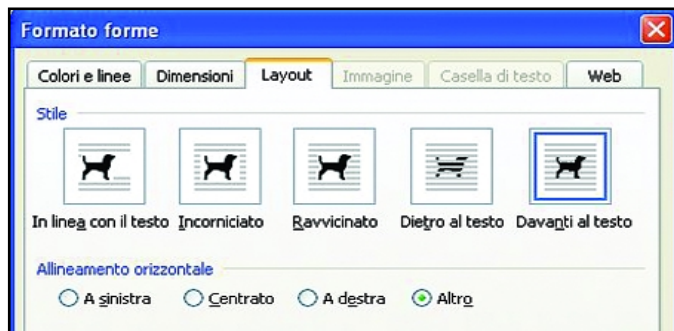 Formato forme
Colori e linee Dimensioni Layout Immagine Casella di testo Web
Stile
In linea con il testo Incorniciato Ravvicinato Dietro al testo Davanti al testo
Allineamento orizzontale
A sinistra Centrato A destra Altro